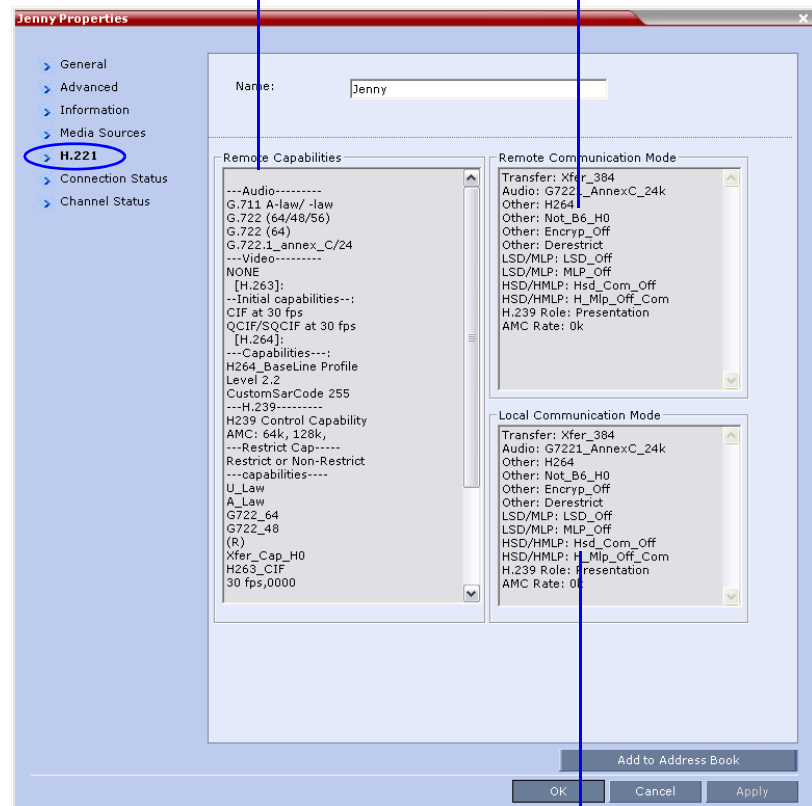 Jenny Properties
General
Advanced
Information
Media Sources
H.221
Connection Status
Channel Status
Name: Jenny
Remote Capabilities
---Audio---------
G.711 A-law/ -law
G.722 (64/48/56)
G.722 (64)
G.722.1_annex_C/24
---Video---------
NONE
[H.263]:
--Initial capabilities--:
CIF at 30 fps
QCIF/SQCIF at 30 fps
[H.264]:
---Capabilities---:
H264_BaseLine Profile
Level 2.2
CustomSarCode 255
---H.239---------
H239 Control Capability
AMC: 64k, 128k,
---Restrict Cap-----
Restrict or Non-Restrict
---capabilities----
U_Law
A_Law
G722_64
G722_48
(R)
Xfer_Cap_H0
H263_CIF
30 fps,0000
Remote Communication Mode
Transfer: Xfer_384
Audio: G7221_AnnexC_24k
Other: H264
Other: Not_B6_H0
Other: Encryp_Off
Other: Derestrict
LSD/MLP: LSD_Off
LSD/MLP: MLP_Off
HSD/HMLP: Hsd_Com_Off
HSD/HMLP: H_Mlp_Off_Com
H.239 Role: Presentation
AMC Rate: 0k
Local Communication Mode
Transfer: Xfer_384
Audio: G7221_AnnexC_24k
Other: H264
Other: Not_B6_H0
Other: Encryp_Off
Other: Derestrict
LSD/MLP: LSD_Off
LSD/MLP: MLP_Off
HSD/HMLP: Hsd_Com_Off
HSD/HMLP: H_Mlp_Off_Com
H.239 Role: Presentation
AMC Rate: 0k
Add to Address Book
OK Cancel Apply